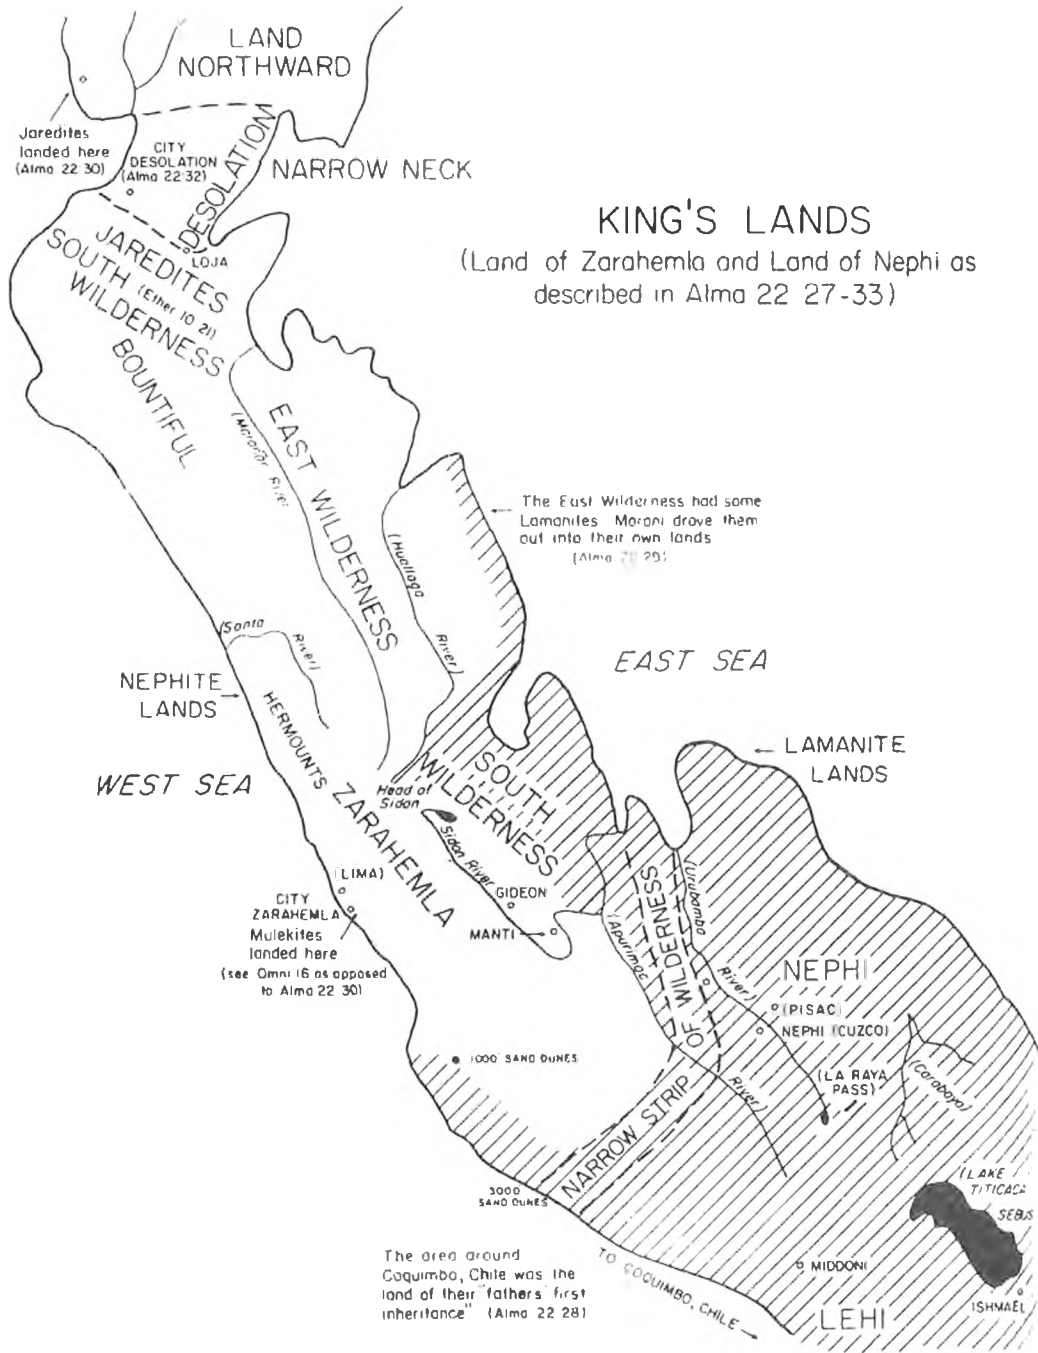 LAND
NORTHWARD
Jaredites
landed here
(Alma 22:30)
CITY
DESOLATION
(Alma 22:32)
DESOLATION
NARROW NECK
KING'S LANDS
(Land of Zarahemla and Land of Nephi as
described in Alma 22 27-33)
LOJA
JAREDITES
SOUTH (Ether 10 21)
WILDERNESS
BOUNTIFUL
(Marañon River
EAST WILDERNESS
(Huallaga
River)
The East Wilderness had some
Lamanites Moroni drove them
out into their own lands
(Alma 29)
(Santa
River)
EAST SEA
NEPHITE
LANDS
HERMOUNTS
ZARAHEMLA
WEST SEA
LAMANITE
LANDS
SOUTH
WILDERNESS
Head of
Sidon
Sidon River
GIDEON
MANTI
(LIMA)
CITY
ZARAHEMLA
Mulekites
landed here
(see Omni 16 as opposed
to Alma 22 30)
(Apurimac
River)
NARROW STRIP
OF WILDERNESS
(Urubamba
River)
NEPHI
(PISAC)
NEPHI (CUZCO)
(LA RAYA
PASS)
(Carabaya)
1000' SAND DUNES
3000
SAND DUNES
(LAKE
TITICACA
SEBUS
MIDDONI
ISHMAEL
LEHI
The area around
Coquimbo, Chile was the
land of their "fathers' first
inheritance" (Alma 22 28)
TO COQUIMBO, CHILE